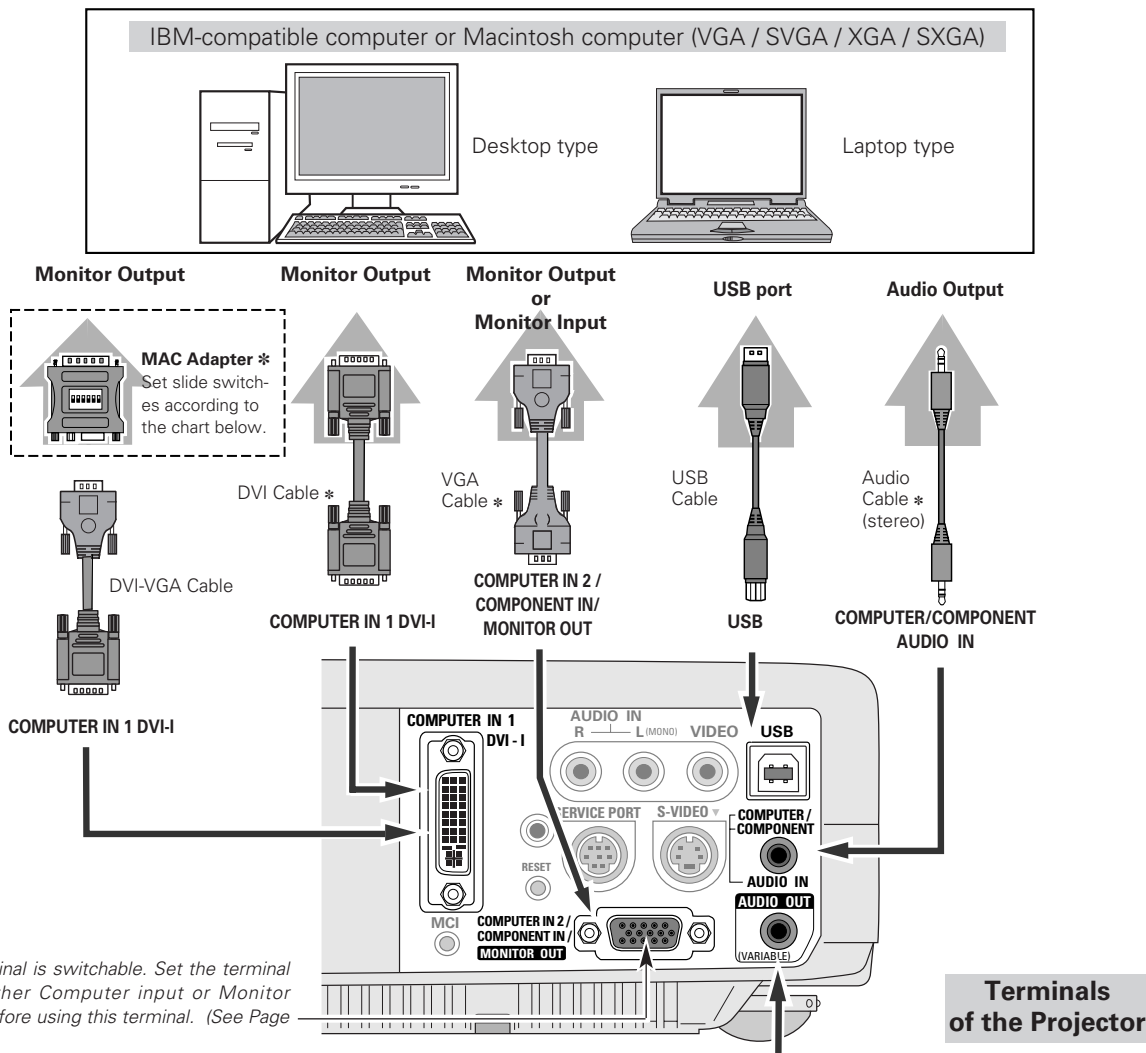 IBM-compatible computer or Macintosh computer (VGA / SVGA / XGA / SXGA)
Desktop type
Laptop type
Monitor Output
Monitor Output
Monitor Output
or
Monitor Input
USB port
Audio Output
MAC Adapter *
Set slide switch-
es according to
the chart below.
DVI Cable *
VGA
Cable *
USB
Cable
Audio
Cable *
(stereo)
DVI-VGA Cable
COMPUTER IN 1 DVI-I
COMPUTER IN 1 DVI-I
COMPUTER IN 2 /
COMPONENT IN/
MONITOR OUT
USB
COMPUTER/COMPONENT
AUDIO IN
COMPUTER IN 1
DVI - I
AUDIO IN
R L (MONO) VIDEO
USB
SERVICE PORT
S-VIDEO
COMPUTER /
COMPONENT
AUDIO IN
RESET
MCI
COMPUTER IN 2 /
COMPONENT IN /
MONITOR OUT
AUDIO OUT
(VARIABLE)
is switchable. Set the terminal
Computer input or Monitor
using this terminal. (See Page
Terminals
of the Projector